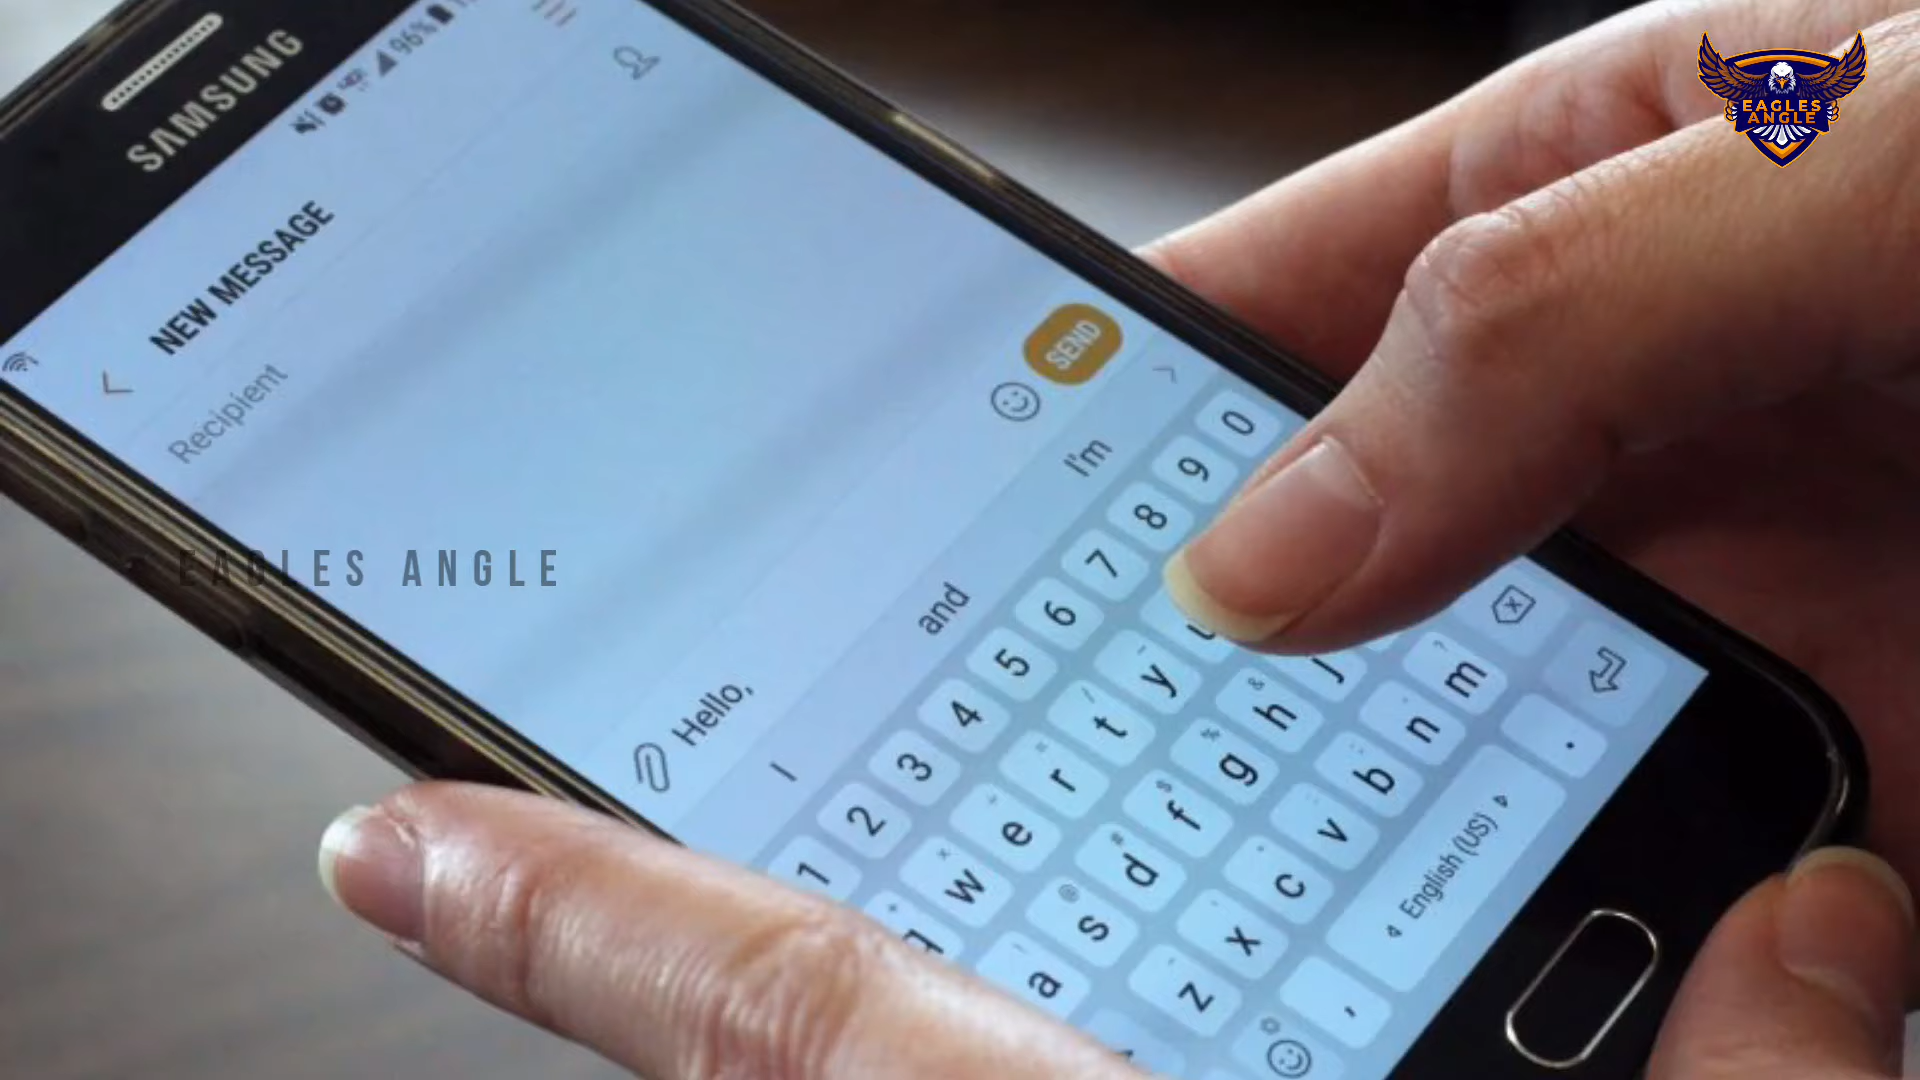 SAMSUNG
96%
NEW MESSAGE
Recipient
EAGLES
ANGLE
EAGLES ANGLE
SEND
Hello,
I and I'm
1 2 3 4 5 6 7 8 9 0
q w e r t y u
a s d f g h j
z x c v b n m
, English (US) .